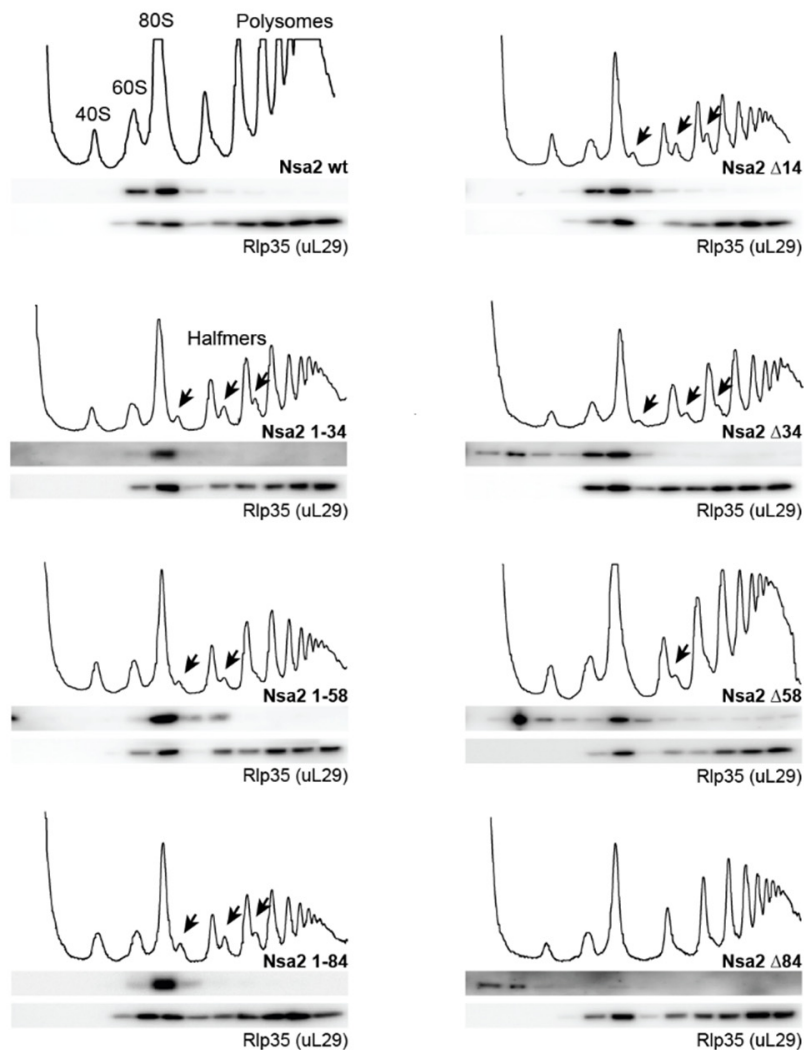 80S
Polysomes
60S
40S
Nsa2 wt
Rlp35 (uL29)
Nsa2 Δ14
Rlp35 (uL29)
Halfmers
Nsa2 1-34
Rlp35 (uL29)
Nsa2 Δ34
Rlp35 (uL29)
Nsa2 1-58
Rlp35 (uL29)
Nsa2 Δ58
Rlp35 (uL29)
Nsa2 1-84
Rlp35 (uL29)
Nsa2 Δ84
Rlp35 (uL29)